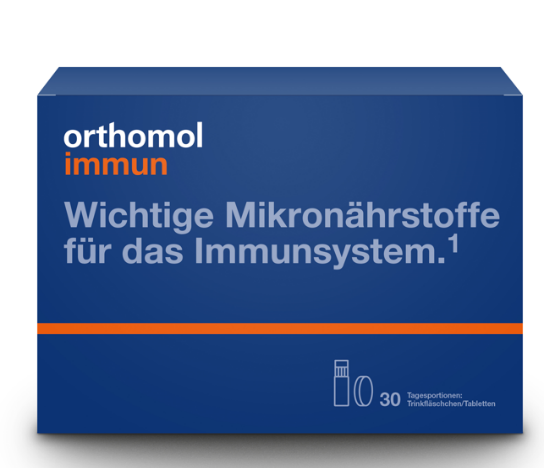 orthomol
immun
Wichtige Mikronährstoffe
für das Immunsystem.¹
30 Tagesportionen:
Trinkfläschchen/Tabletten